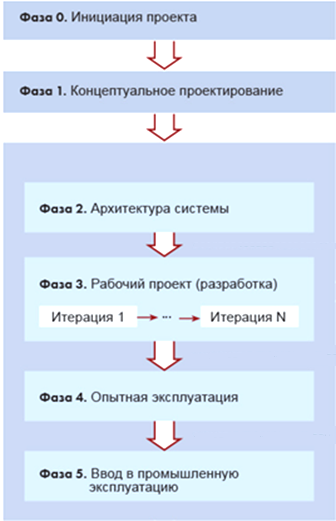 Фаза 0. Инициация проекта
Фаза 1. Концептуальное проектирование
Фаза 2. Архитектура системы
Фаза 3. Рабочий проект (разработка)
Итерация 1 ... Итерация N
Фаза 4. Опытная эксплуатация
Фаза 5. Ввод в промышленную
эксплуатацию